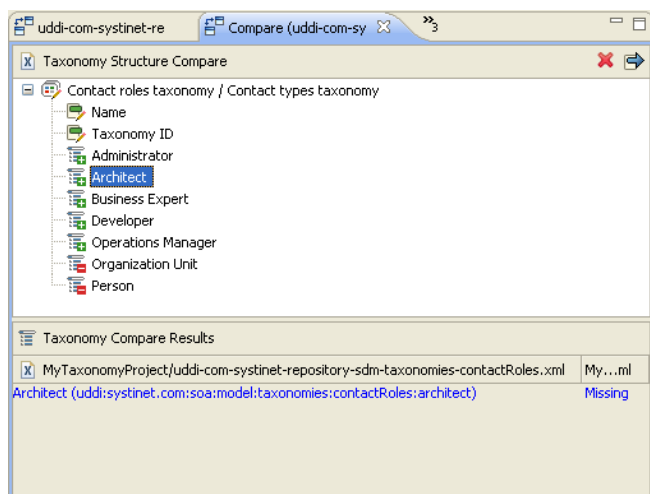 uddi-com-systinet-re
Compare (uddi-com-sy
»3
Taxonomy Structure Compare
Contact roles taxonomy / Contact types taxonomy
Name
Taxonomy ID
Administrator
Architect
Business Expert
Developer
Operations Manager
Organization Unit
Person
Taxonomy Compare Results
MyTaxonomyProject/uddi-com-systinet-repository-sdm-taxonomies-contactRoles.xml
My...ml
Architect (uddi:systinet.com:soa:model:taxonomies:contactRoles:architect)
Missing